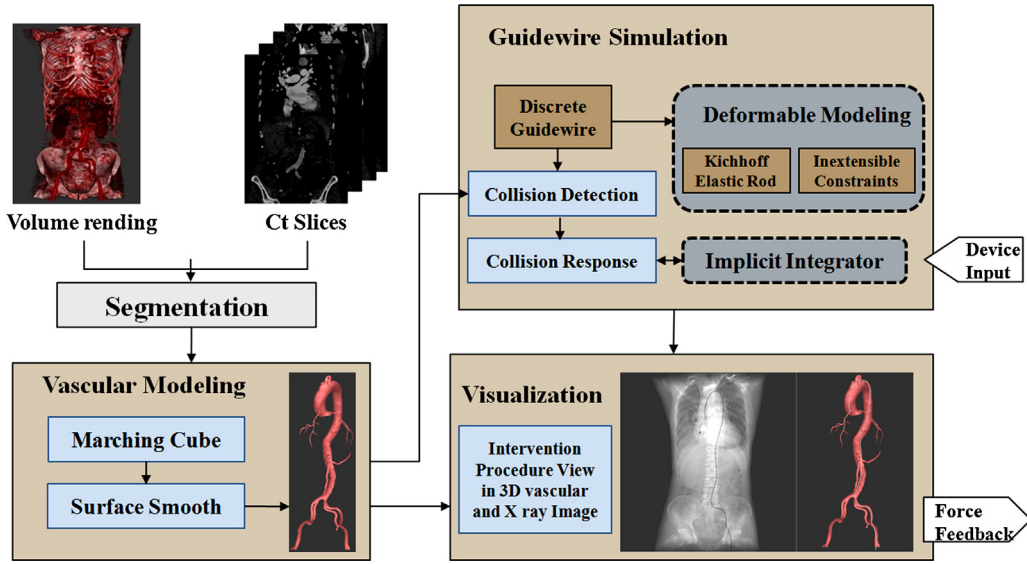 Volume rending
Ct Slices
Segmentation
Vascular Modeling
Marching Cube
Surface Smooth
Guidewire Simulation
Discrete
Guidewire
Deformable Modeling
Kichhoff
Elastic Rod
Inextensible
Constraints
Collision Detection
Collision Response
Implicit Integrator
Device
Input
Visualization
Intervention
Procedure View
in 3D vascular
and X ray Image
Force
Feedback